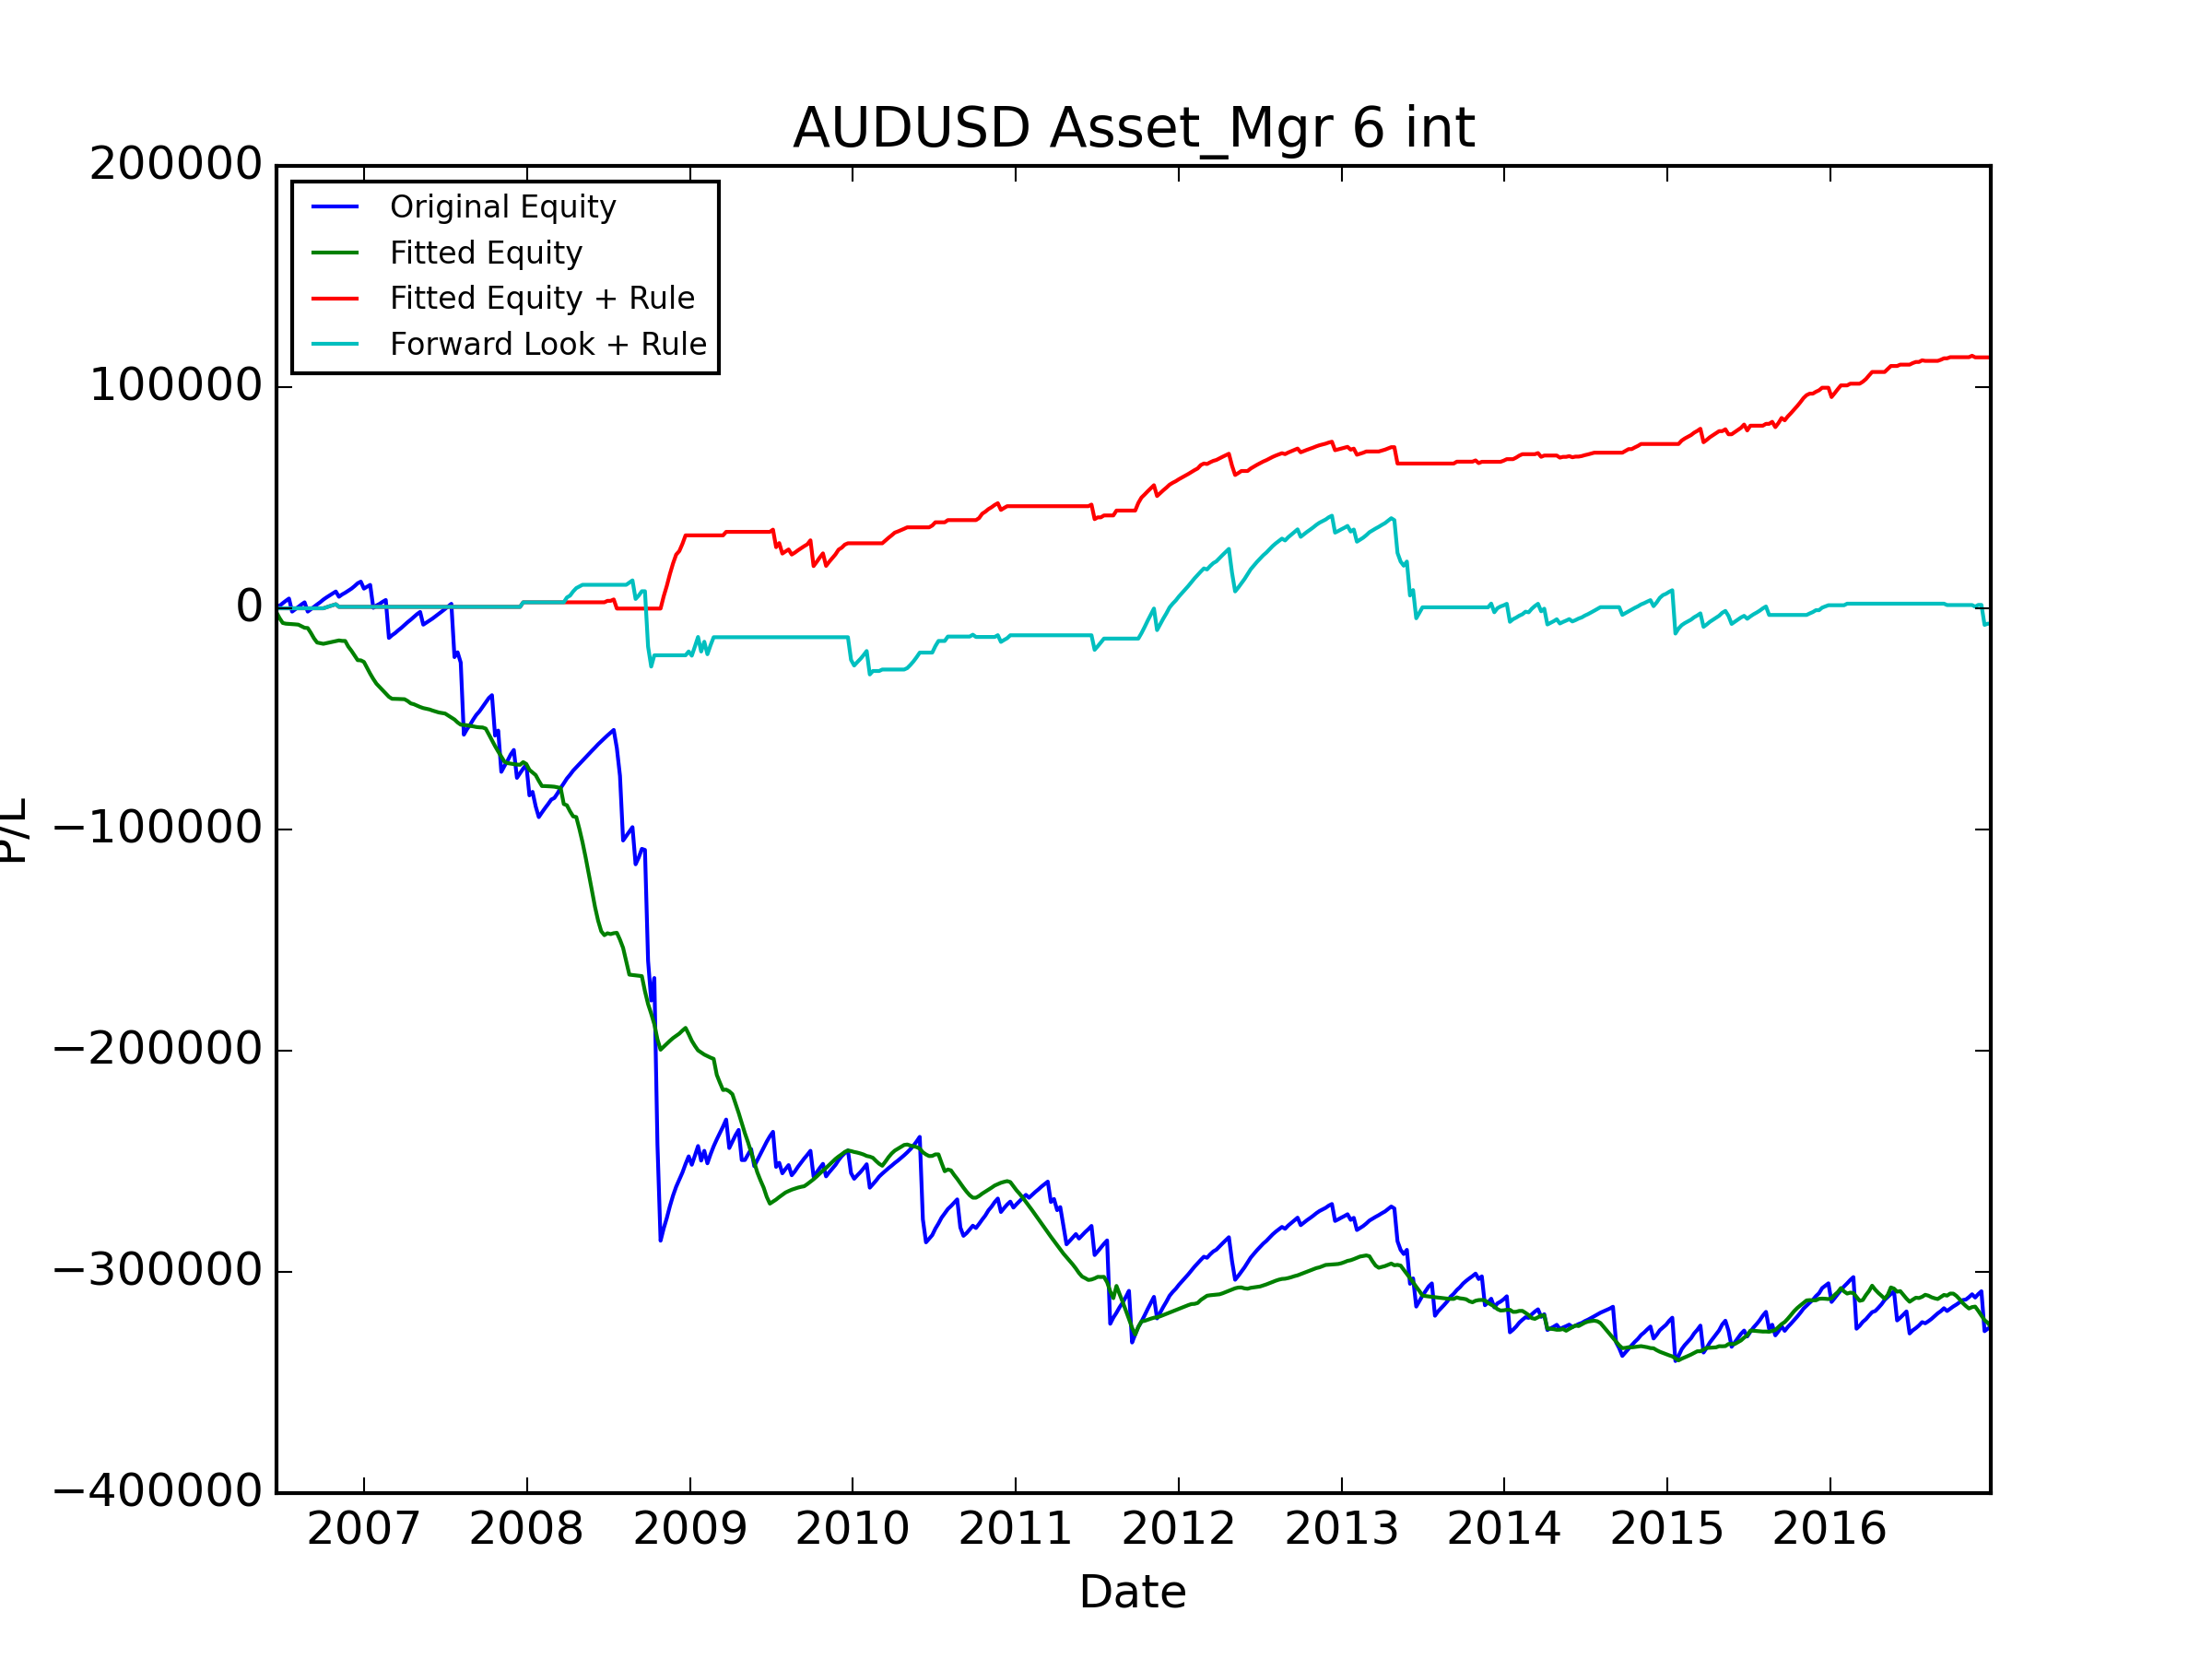 AUDUSD Asset_Mgr 6 int
200000
100000
0
−100000
−200000
−300000
−400000
P/L
Original Equity
Fitted Equity
Fitted Equity + Rule
Forward Look + Rule
2007 2008 2009 2010 2011 2012 2013 2014 2015 2016
Date